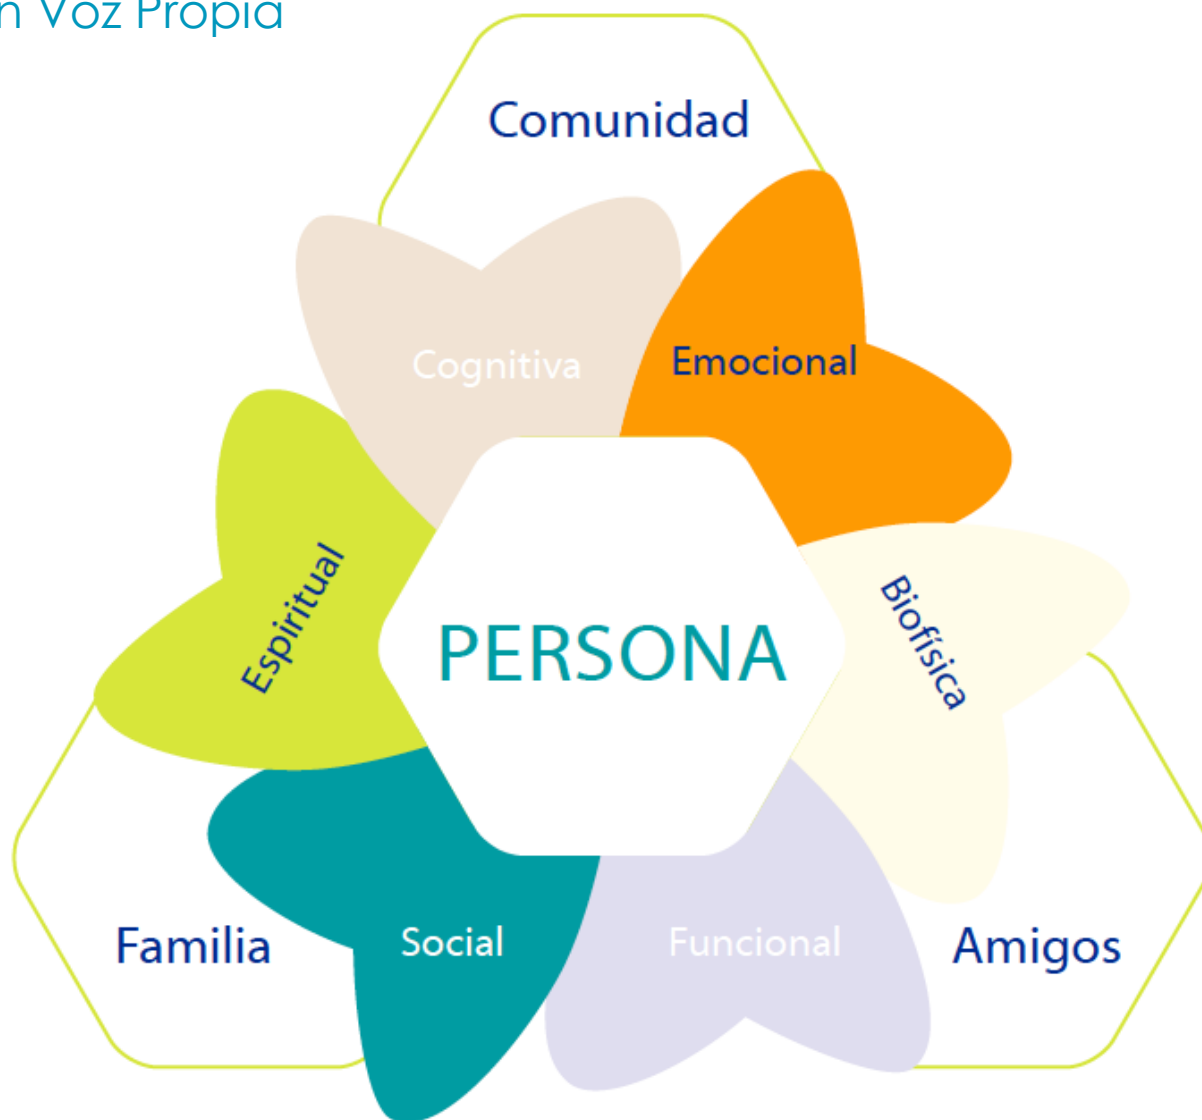 n Voz Propia
Comunidad
Cognitiva
Emocional
Espiritual
Biofísica
PERSONA
Familia
Social
Funcional
Amigos